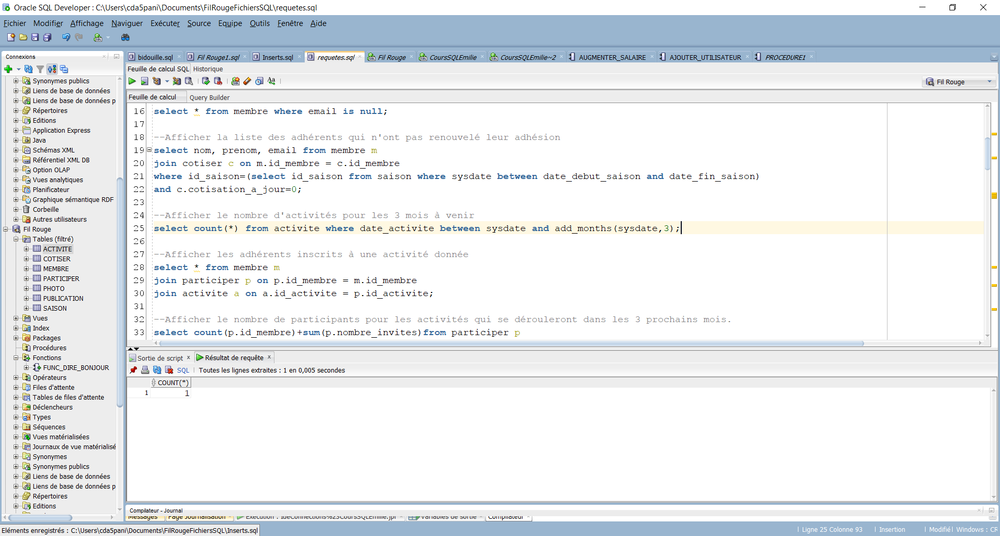 Oracle SQL Developer : C:\Users\cda5pani\Documents\FilRougeFichiersSQL\requetes.sql
Fichier Modifier Affichage Naviguer Exécuter Source Equipe Outils Fenêtre Aide
Connexions
Synonymes publics
Liens de base de données
Liens de base de données p
Répertoires
Editions
Application Express
Java
Schémas XML
Référentiel XML DB
Option OLAP
Vues analytiques
Planificateur
Graphique sémantique RDF
Corbeille
Autres utilisateurs
Fil Rouge
Tables (filtré)
ACTIVITE
COTISER
MEMBRE
PARTICIPER
PHOTO
PUBLICATION
SAISON
Vues
Index
Packages
Procédures
Fonctions
FUNC_DIRE_BONJOUR
Opérateurs
Files d'attente
Tables de files d'attente
Déclencheurs
Types
Séquences
Vues matérialisées
Journaux de vue matérialisé
Synonymes
Synonymes publics
Liens de base de données
Liens de base de données p
Répertoires
Editions
bidouille.sql Fil Rouge1.sql Inserts.sql requetes.sql Fil Rouge CoursSQLEmilie CoursSQLEmilie~2 AUGMENTER_SALAIRE AJOUTER_UTILISATEUR PROCEDURE1
Feuille de calcul SQL Historique
Fil Rouge
Feuille de calcul Query Builder
16 select * from membre where email is null;
17
18 --Afficher la liste des adhérents qui n'ont pas renouvelé leur adhésion
19 select nom, prenom, email from membre m
20 join cotiser c on m.id_membre = c.id_membre
21 where id_saison=(select id_saison from saison where sysdate between date_debut_saison and date_fin_saison)
22 and c.cotisation_a_jour=0;
23
24 --Afficher le nombre d'activités pour les 3 mois à venir
25 select count(*) from activite where date_activite between sysdate and add_months(sysdate,3);
26
27 --Afficher les adhérents inscrits à une activité donnée
28 select * from membre m
29 join participer p on p.id_membre = m.id_membre
30 join activite a on a.id_activite = p.id_activite;
31
32 --Afficher le nombre de participants pour les activités qui se dérouleront dans les 3 prochains mois.
33 select count(p.id_membre)+sum(p.nombre_invites)from participer p
Sortie de script x Résultat de requête x
SQL Toutes les lignes extraites : 1 en 0,005 secondes
COUNT(*)
1 1
Compilateur - Journal
Messages Page Journalisation Exécution : IdeConnections%23CoursSQLEmilie.jpr Variables de sortie Compilateur
Eléments enregistrés : C:\Users\cda5pani\Documents\FilRougeFichiersSQL\Inserts.sql
Ligne 25 Colonne 93 Insertion Modifié Windows : CR